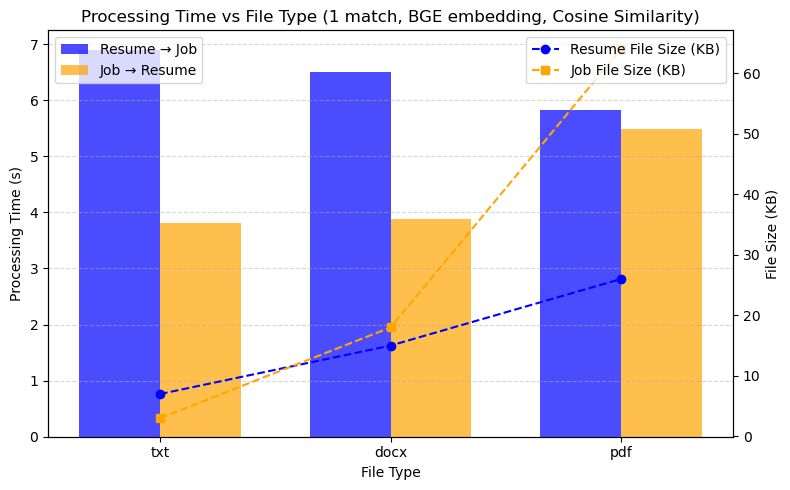 Processing Time vs File Type (1 match, BGE embedding, Cosine Similarity)
Resume → Job
Job → Resume
Resume File Size (KB)
Job File Size (KB)
Processing Time (s)
7
6
5
4
3
2
1
0
File Size (KB)
60
50
40
30
20
10
0
txt
docx
pdf
File Type